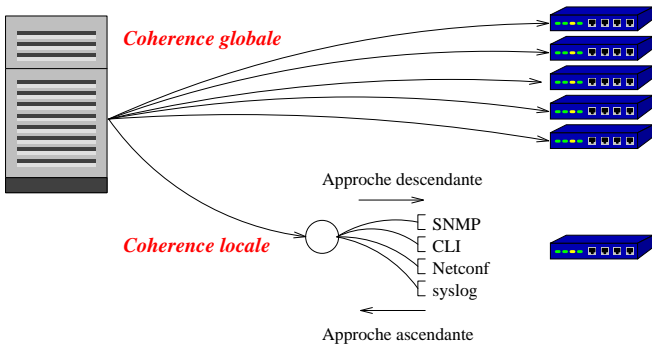 Coherence globale
Approche descendante
SNMP
CLI
Coherence locale
Netconf
syslog
Approche ascendante